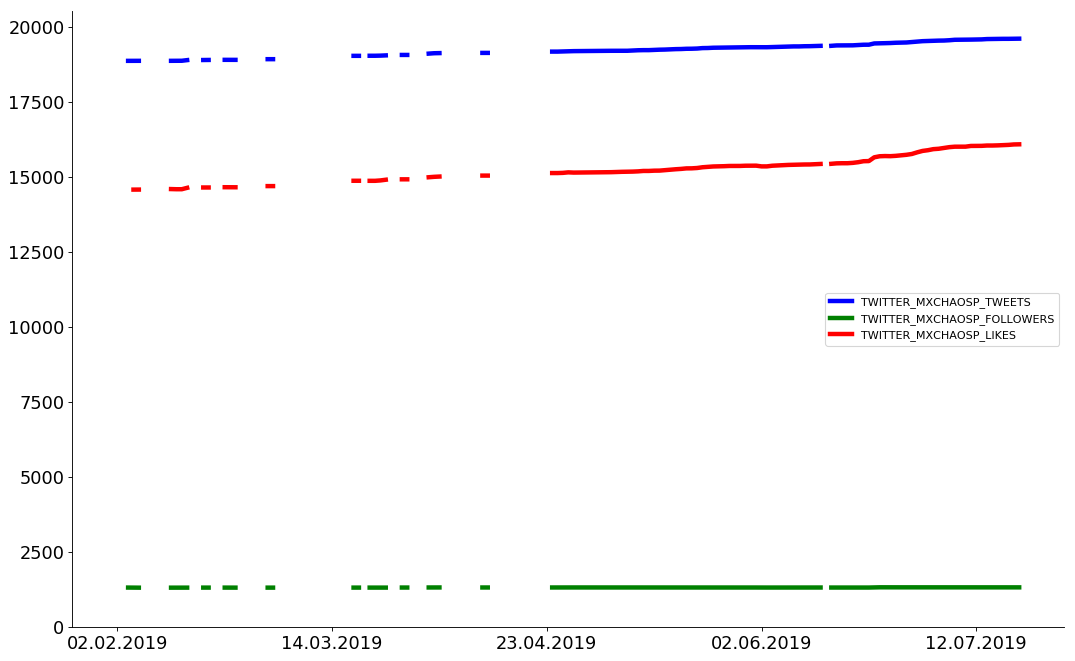 20000
17500
15000
12500
10000
7500
5000
2500
0
TWITTER_MXCHAOSP_TWEETS
TWITTER_MXCHAOSP_FOLLOWERS
TWITTER_MXCHAOSP_LIKES
02.02.2019 14.03.2019 23.04.2019 02.06.2019 12.07.2019